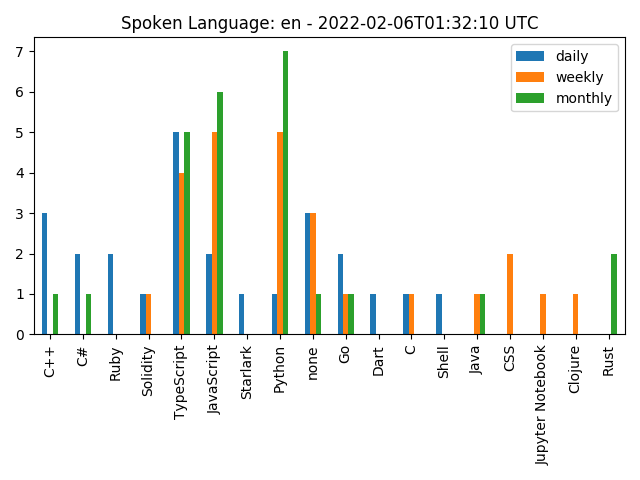 Spoken Language: en - 2022-02-06T01:32:10 UTC
daily
weekly
monthly
7
6
5
4
3
2
1
0
C++
C#
Ruby
Solidity
TypeScript
JavaScript
Starlark
Python
none
Go
Dart
C
Shell
Java
CSS
Jupyter Notebook
Clojure
Rust